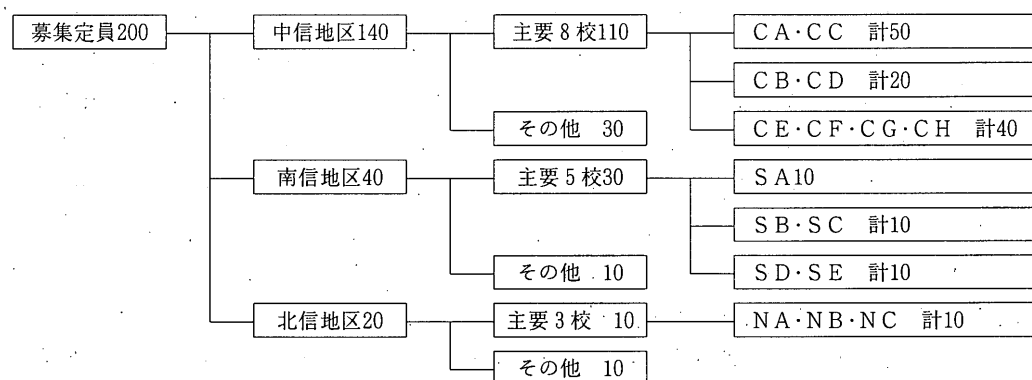 募集定員200
中信地区140
主要8校110
CA・CC 計50
CB・CD 計20
その他 30
CE・CF・CG・CH 計40
南信地区40
主要5校30
SA10
SB・SC 計10
その他 10
SD・SE 計10
北信地区20
主要3校 10
NA・NB・NC 計10
その他 10